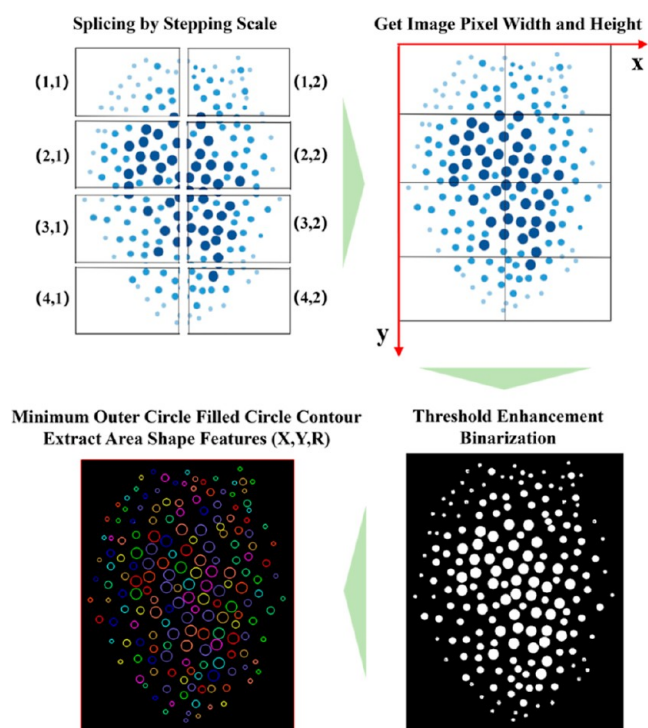 Splicing by Stepping Scale
Get Image Pixel Width and Height
(1,1)
(1,2)
(2,1)
(2,2)
(3,1)
(3,2)
(4,1)
(4,2)
x
y
Minimum Outer Circle Filled Circle Contour
Extract Area Shape Features (X,Y,R)
Threshold Enhancement
Binarization